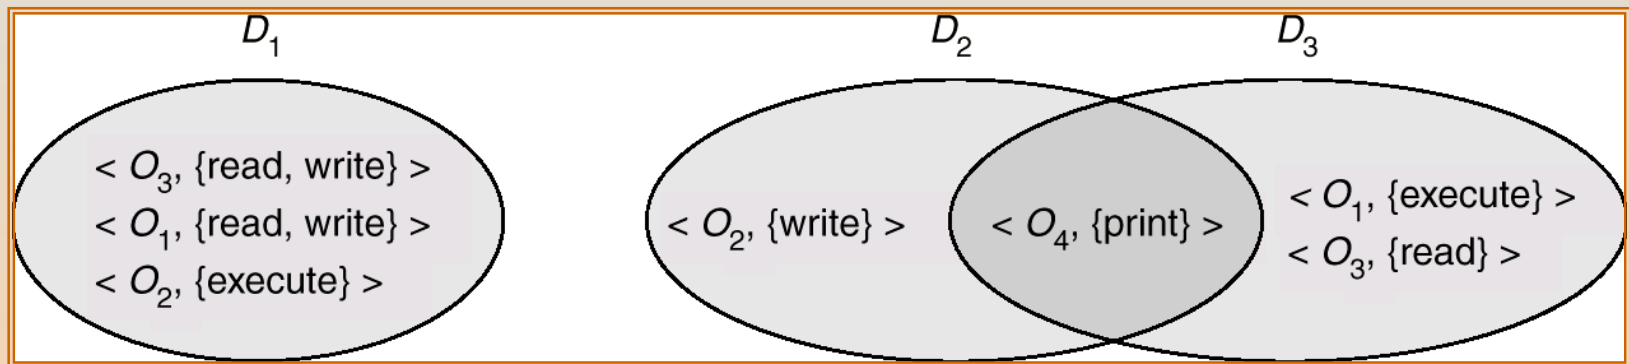 D₁
D₂
D₃
< O₃, {read, write} >
< O₁, {read, write} >
< O₂, {execute} >
< O₂, {write} >
< O₄, {print} >
< O₁, {execute} >
< O₃, {read} >